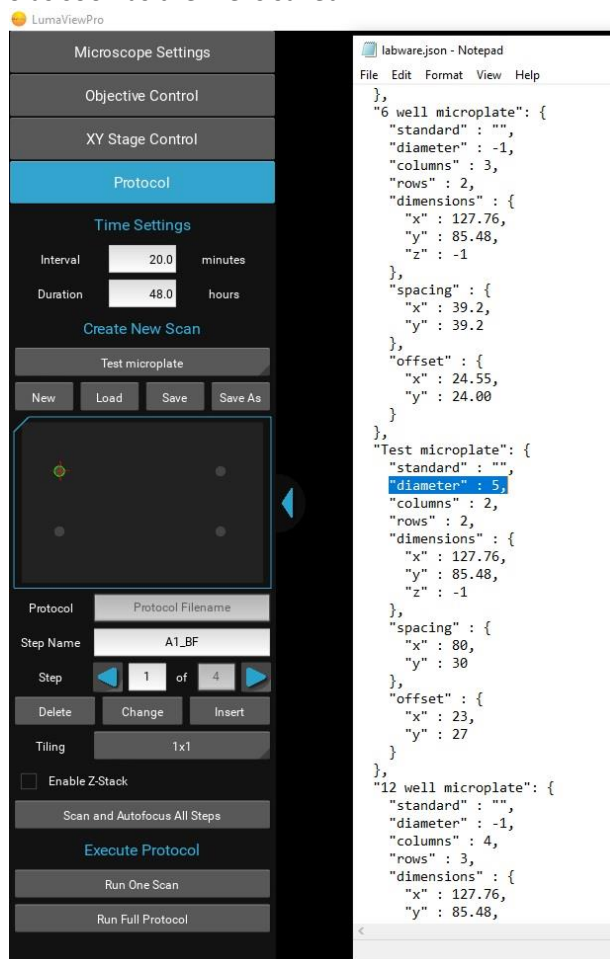 LumaViewPro
Microscope Settings
Objective Control
XY Stage Control
Protocol
Time Settings
Interval 20.0 minutes
Duration 48.0 hours
Create New Scan
Test microplate
New Load Save Save As
Protocol Protocol Filename
Step Name A1_BF
Step 1 of 4
Delete Change Insert
Tiling 1x1
Enable Z-Stack
Scan and Autofocus All Steps
Execute Protocol
Run One Scan
Run Full Protocol
labware.json - Notepad
File Edit Format View Help
},
"6 well microplate": {
"standard" : "",
"diameter" : -1,
"columns" : 3,
"rows" : 2,
"dimensions" : {
"x" : 127.76,
"y" : 85.48,
"z" : -1
},
"spacing" : {
"x" : 39.2,
"y" : 39.2
},
"offset" : {
"x" : 24.55,
"y" : 24.00
}
},
"Test microplate": {
"standard" : "",
"diameter" : 5,
"columns" : 2,
"rows" : 2,
"dimensions" : {
"x" : 127.76,
"y" : 85.48,
"z" : -1
},
"spacing" : {
"x" : 80,
"y" : 30
},
"offset" : {
"x" : 23,
"y" : 27
}
},
"12 well microplate": {
"standard" : "",
"diameter" : -1,
"columns" : 4,
"rows" : 3,
"dimensions" : {
"x" : 127.76,
"y" : 85.48,